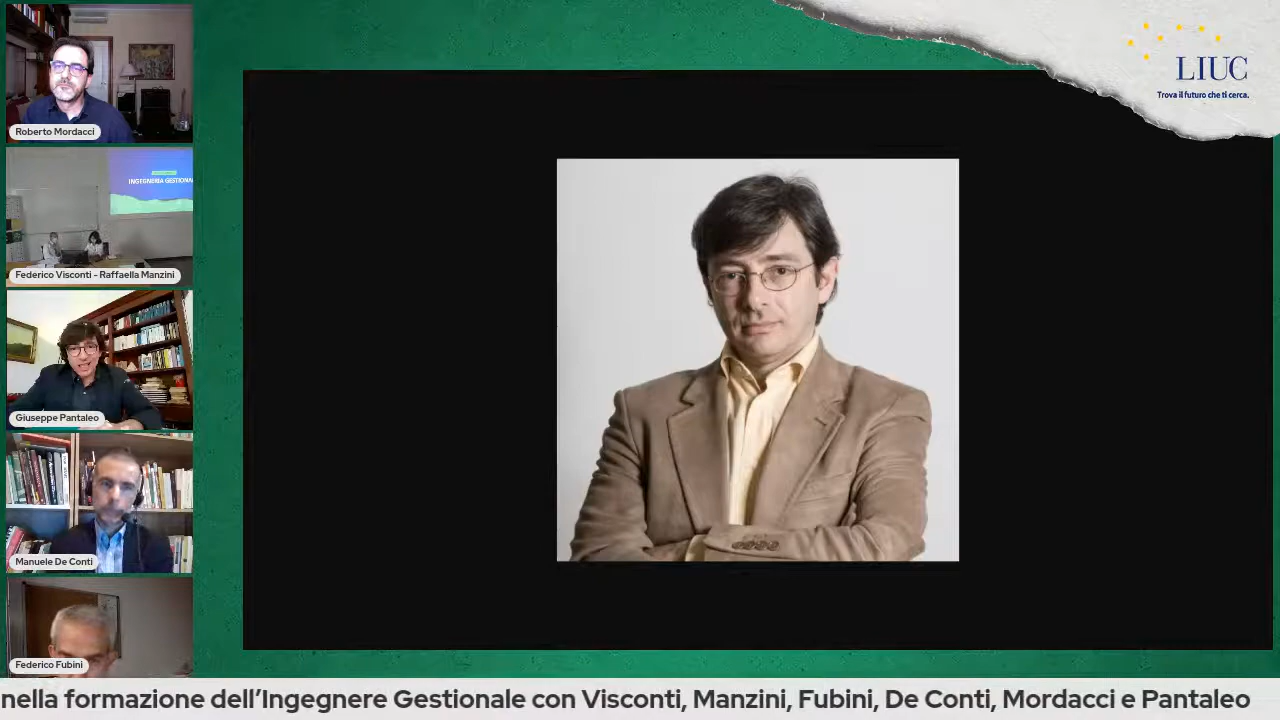 Roberto Mordacci
INGEGNERIA GESTIONA
Federico Visconti - Raffaella Manzini
Giuseppe Pantaleo
Manuele De Conti
Federico Fubini
LIUC
Trova il futuro che ti cerca.
nella formazione dell’Ingegnere Gestionale con Visconti, Manzini, Fubini, De Conti, Mordacci e Pantaleo